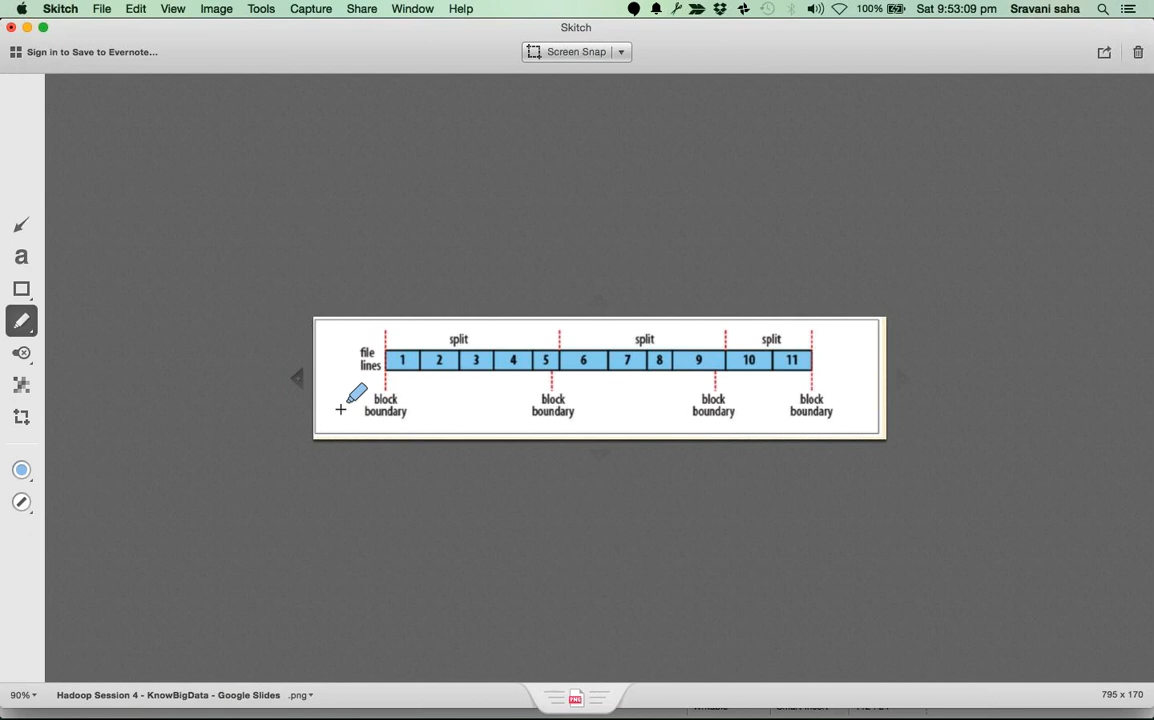 Skitch File Edit View Image Tools Capture Share Window Help 100% Sat 9:53:09 pm Sravani saha
Skitch
Sign in to Save to Evernote... Screen Snap
a
split split split
file
lines
1 2 3 4 5 6 7 8 9 10 11
block block block block
boundary boundary boundary boundary
90% Hadoop Session 4 - KnowBigData - Google Slides .png PNG 795 x 170